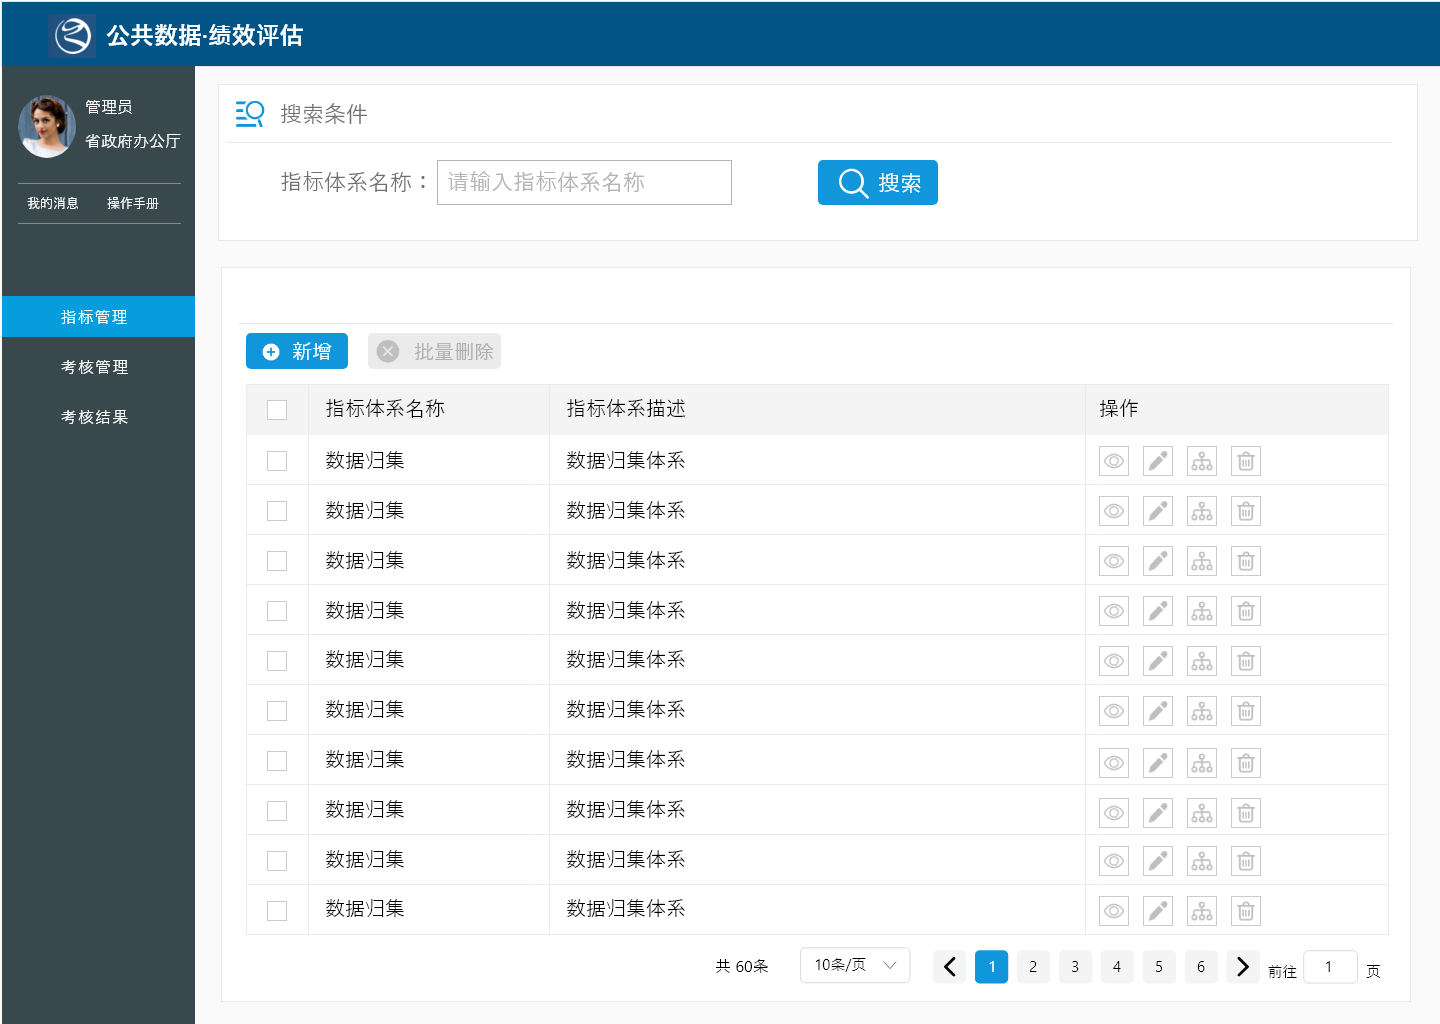 公共数据·绩效评估
管理员
省政府办公厅
我的消息 操作手册
指标管理
考核管理
考核结果
搜索条件
指标体系名称： 请输入指标体系名称 搜索
新增 批量删除
指标体系名称 指标体系描述 操作
数据归集 数据归集体系
数据归集 数据归集体系
数据归集 数据归集体系
数据归集 数据归集体系
数据归集 数据归集体系
数据归集 数据归集体系
数据归集 数据归集体系
数据归集 数据归集体系
数据归集 数据归集体系
数据归集 数据归集体系
共 60条 10条/页 1 2 3 4 5 6 前往 1 页